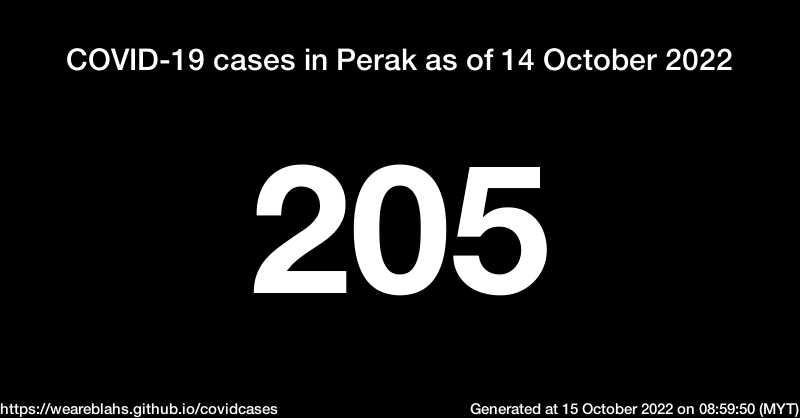 COVID-19 cases in Perak as of 14 October 2022
205
https://weareblahs.github.io/covidcases
Generated at 15 October 2022 on 08:59:50 (MYT)